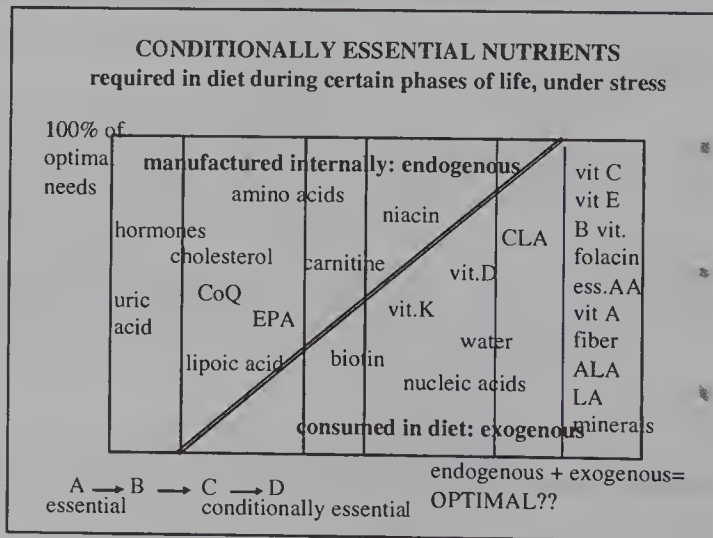 CONDITIONALLY ESSENTIAL NUTRIENTS
required in diet during certain phases of life, under stress
100% of
optimal
needs
manufactured internally: endogenous
amino acids
niacin
hormones
cholesterol
carnitine
CLA
vit.D
uric
acid
CoQ
EPA
vit.K
lipoic acid
biotin
water
nucleic acids
consumed in diet: exogenous
vit C
vit E
B vit.
folacin
ess.AA
vit A
fiber
ALA
LA
minerals
A → B → C → D
essential
conditionally essential
endogenous + exogenous=
OPTIMAL??